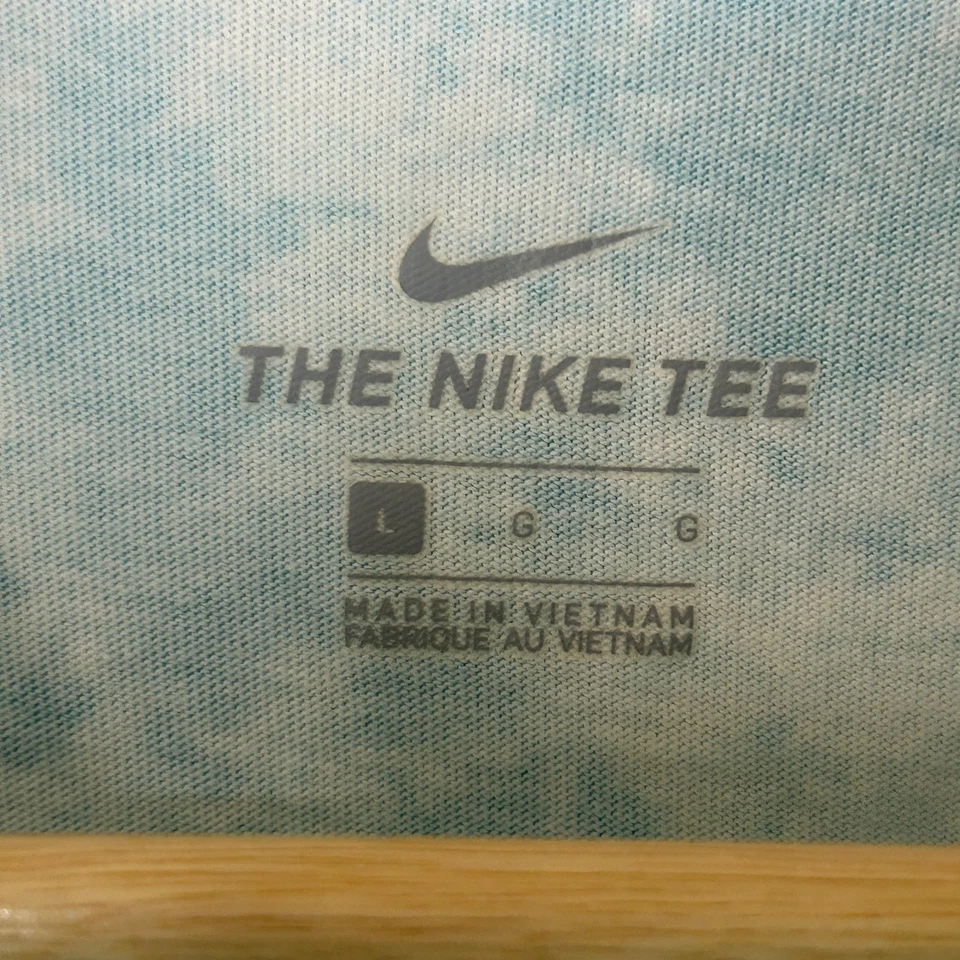 THE NIKE TEE
L G G
MADE IN VIETNAM
FABRIQUE AU VIETNAM